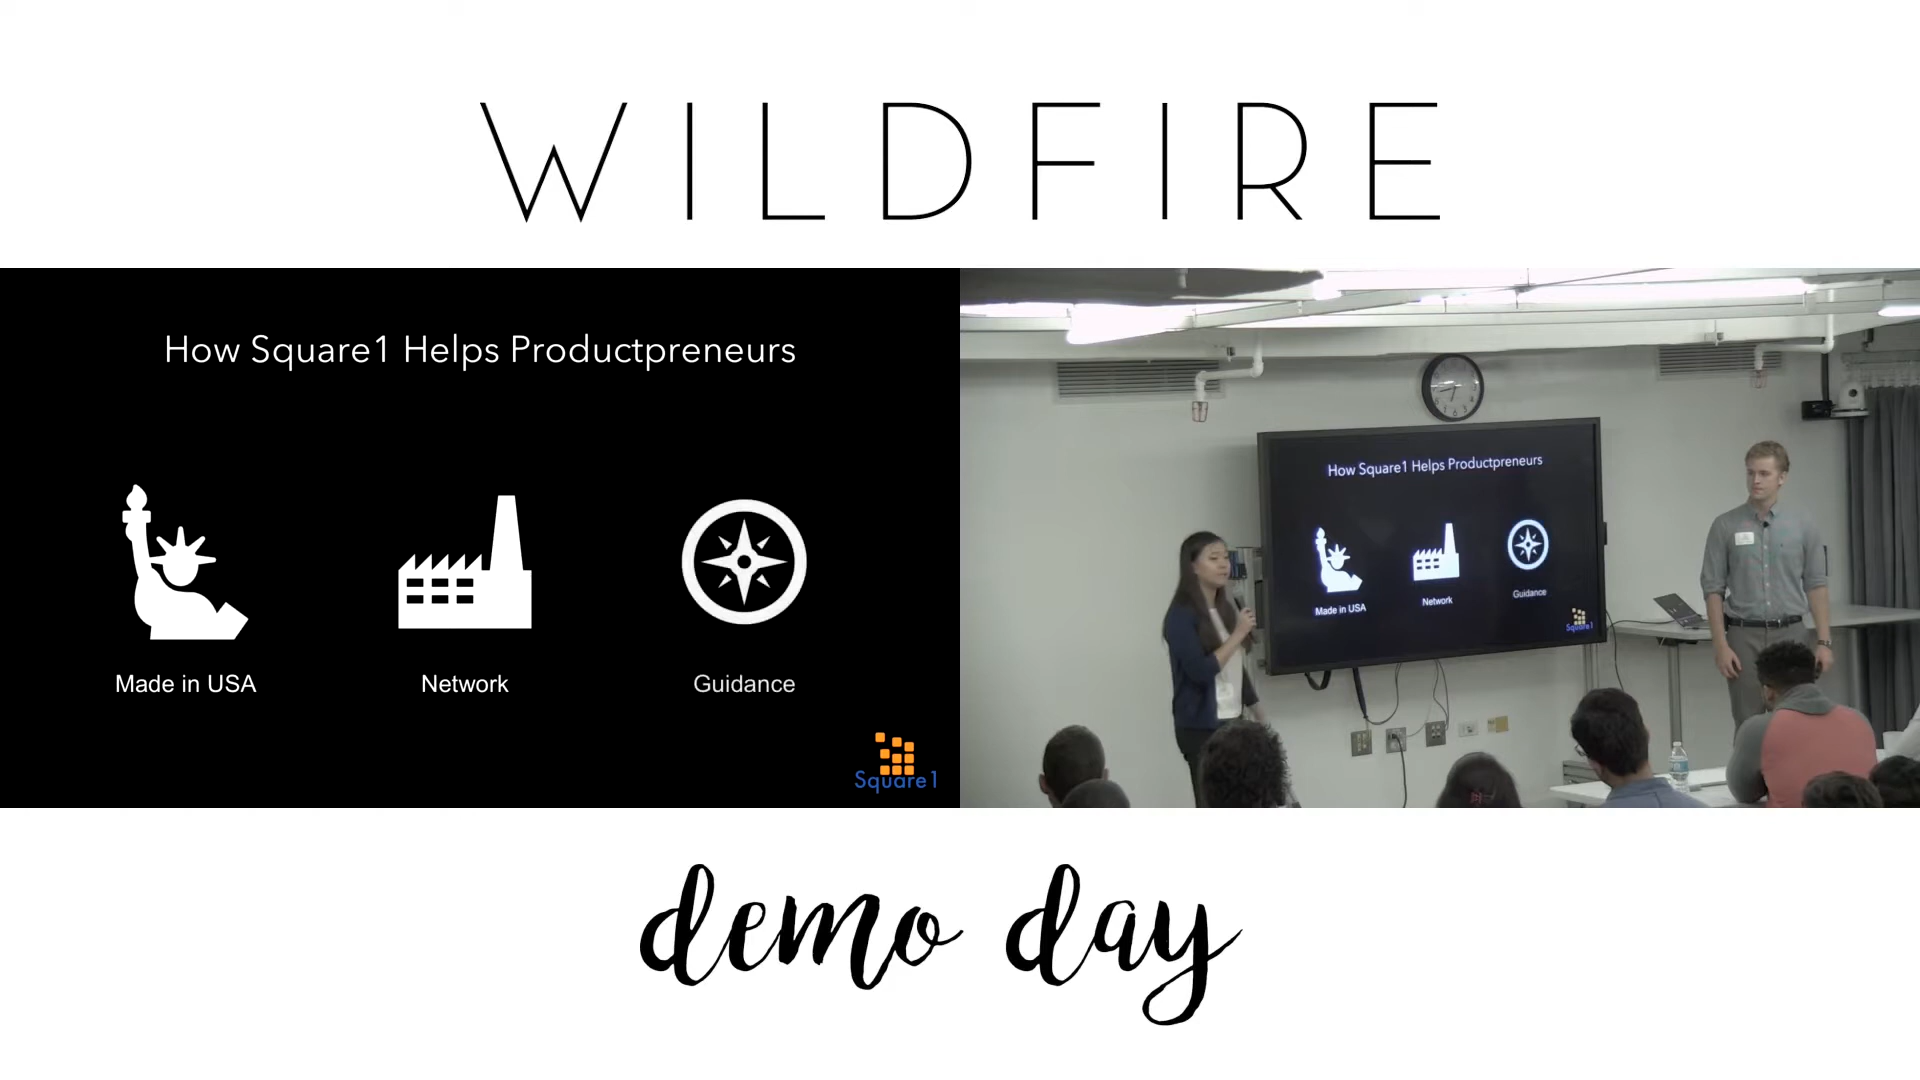 WILDFIRE
How Square1 Helps Productpreneurs
Made in USA
Network
Guidance
Square1
How Square1 Helps Productpreneurs
Made in USA
Network
Guidance
Square1
demo day